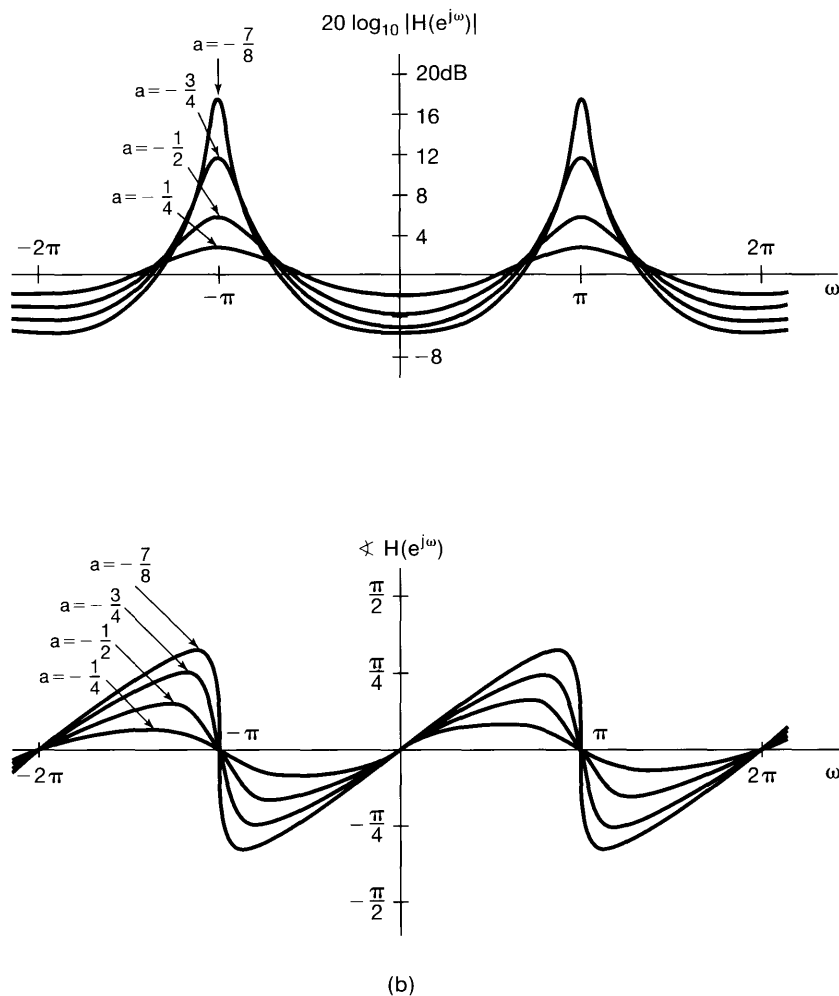 20 log₁₀ |H(e^{jω})|
a = − 7/8
20dB
a = − 3/4
16
a = − 1/2
12
a = − 1/4
8
4
−2π
−π
π
2π
ω
−8
∢ H(e^{jω})
a = − 7/8
π/2
a = − 3/4
a = − 1/2
π/4
a = − 1/4
−π
π
−2π
2π
ω
− π/4
− π/2
(b)